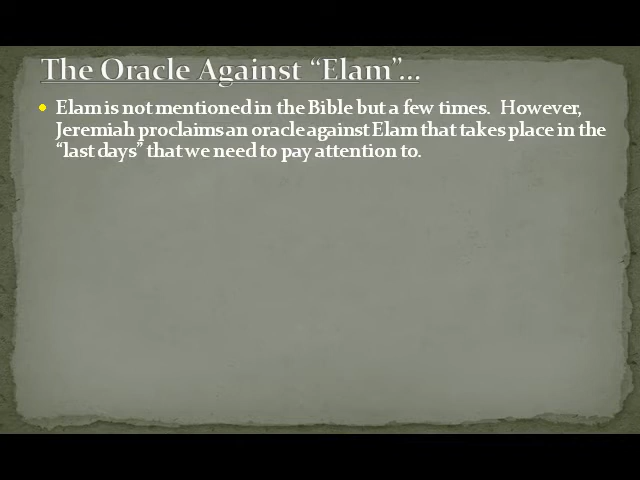 The Oracle Against “Elam”...
Elam is not mentioned in the Bible but a few times.  However,
Jeremiah proclaims an oracle against Elam that takes place in the
“last days” that we need to pay attention to.